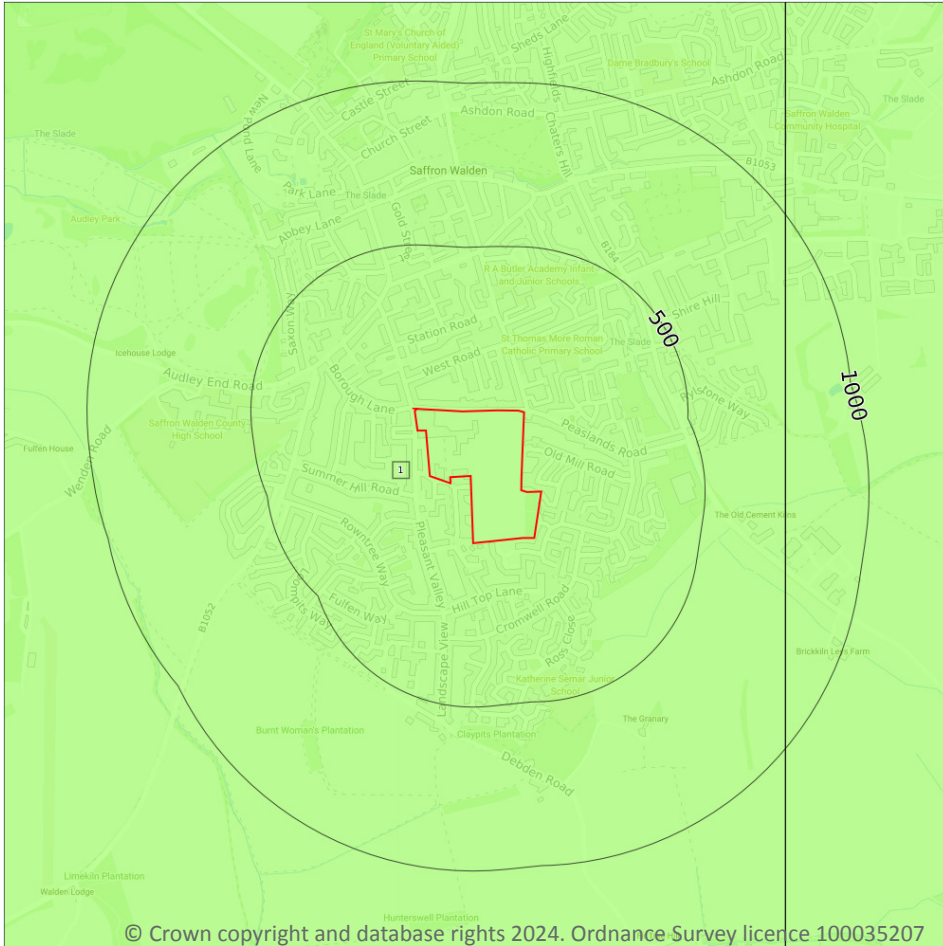 St Mary's Church of
England (Voluntary Aided)
Primary School
Sheds Lane
Highfields
Dame Bradbury's School
Ashdon Road
New Pond Lane
Castle Street
Ashdon Road
Chaters Hill
Saffron Walden
Community Hospital
The Slade
The Slade
Church Street
Saffron Walden
B1053
Park Lane
The Slade
Audley Park
Abbey Lane
Gold Street
B184
R A Butler Academy Infant
and Junior Schools
Saxon Way
Station Road
Shire Hill
500
St Thomas More Roman
Catholic Primary School
The Slade
Icehouse Lodge
West Road
Audley End Road
Borough Lane
Rylstone Way
1000
Saffron Walden County
High School
Peaslands Road
Fulfen House
Wenden Road
Old Mill Road
1
Summer Hill Road
The Old Cement Kilns
Rowntree Way
Pleasant Valley
Claypits Way
Fulfen Way
Hill Top Lane
Cromwell Road
B1052
Ross Close
Brickkiln Lees Farm
Landscape View
Katherine Semar Junior
School
The Granary
Burnt Woman's Plantation
Claypits Plantation
Debden Road
Limekiln Plantation
Walden Lodge
Hunterswell Plantation
© Crown copyright and database rights 2024. Ordnance Survey licence 100035207